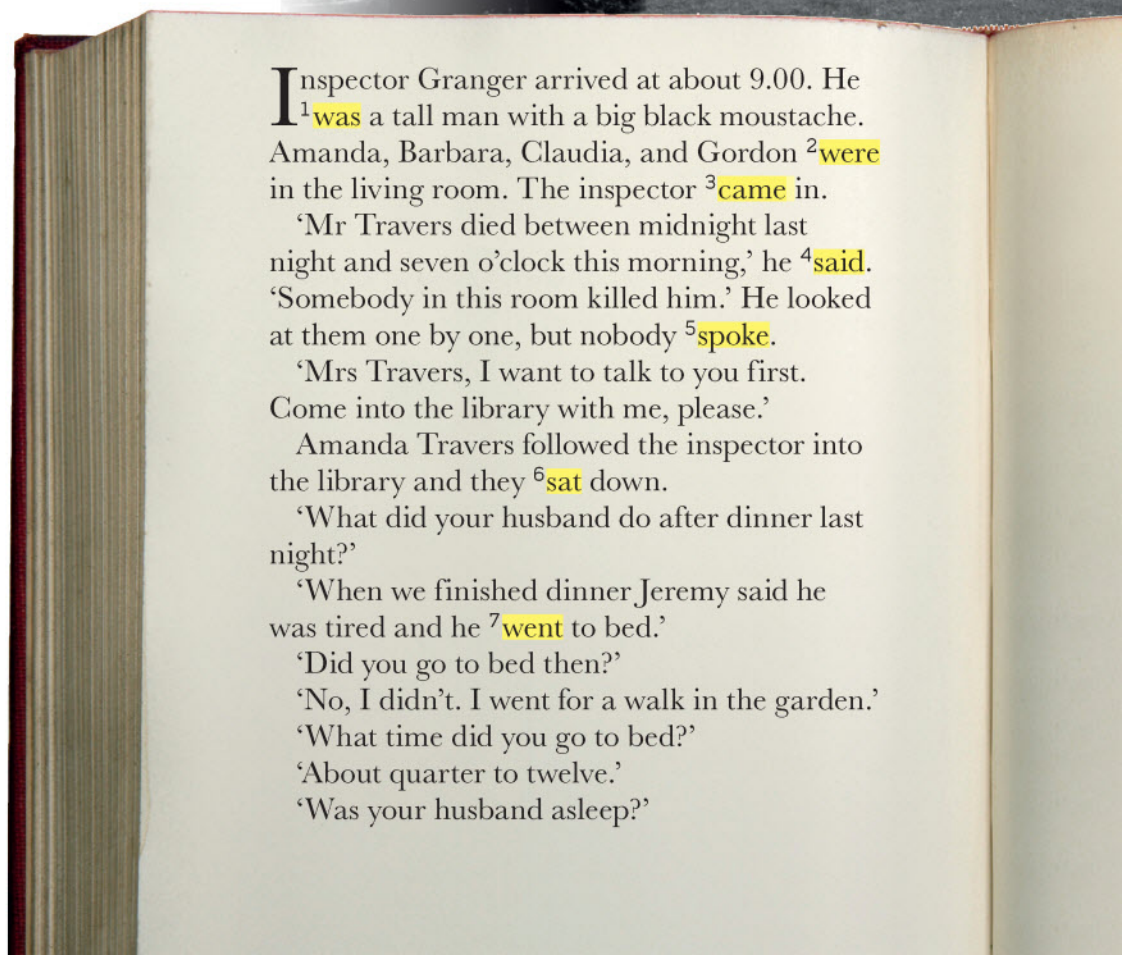 Inspector Granger arrived at about 9.00. He
1was a tall man with a big black moustache.
Amanda, Barbara, Claudia, and Gordon 2were
in the living room. The inspector 3came in.
‘Mr Travers died between midnight last
night and seven o’clock this morning,’ he 4said.
‘Somebody in this room killed him.’ He looked
at them one by one, but nobody 5spoke.
‘Mrs Travers, I want to talk to you first.
Come into the library with me, please.’
Amanda Travers followed the inspector into
the library and they 6sat down.
‘What did your husband do after dinner last
night?’
‘When we finished dinner Jeremy said he
was tired and he 7went to bed.’
‘Did you go to bed then?’
‘No, I didn’t. I went for a walk in the garden.’
‘What time did you go to bed?’
‘About quarter to twelve.’
‘Was your husband asleep?’